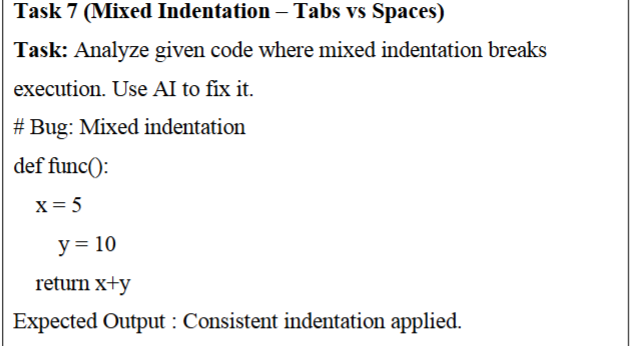 Task 7 (Mixed Indentation – Tabs vs Spaces)
Task: Analyze given code where mixed indentation breaks
execution. Use AI to fix it.
# Bug: Mixed indentation
def func():
    x = 5
        y = 10
    return x+y
Expected Output : Consistent indentation applied.